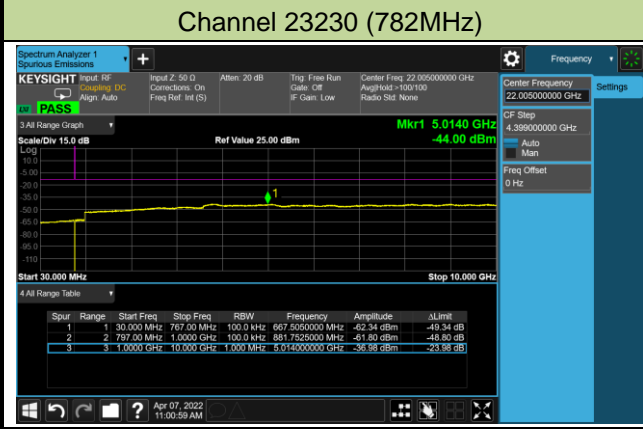 Channel 23230 (782MHz)
Spectrum Analyzer 1
Spurious Emissions
Frequency
KEYSIGHT
Input: RF
Coupling: DC
Align: Auto
Input Z: 50 Ω
Corrections: On
Freq Ref: Int (S)
Atten: 20 dB
Trig: Free Run
Gate: Off
IF Gain: Low
Center Freq: 22.005000000 GHz
Avg|Hold >100/100
Radio Std: None
PASS
Center Frequency
22.005000000 GHz
Settings
CF Step
4.399000000 GHz
Auto
Man
Freq Offset
0 Hz
3 All Range Graph
Mkr1 5.0140 GHz
Scale/Div 15.0 dB
Ref Value 25.00 dBm
-44.00 dBm
Log
10.0
-5.00
-20.0
-35.0
-50.0
-65.0
-80.0
-95.0
-110
1
Start 30.000 MHz
Stop 10.000 GHz
4 All Range Table
Spur Range Start Freq Stop Freq RBW Frequency Amplitude ΔLimit
1 1 30.000 MHz 767.00 MHz 100.0 kHz 667.5050000 MHz -62.34 dBm -49.34 dB
2 2 797.00 MHz 1.0000 GHz 100.0 kHz 881.7525000 MHz -61.80 dBm -48.80 dB
3 3 1.0000 GHz 10.000 GHz 1.000 MHz 5.014000000 GHz -36.98 dBm -23.98 dB
Apr 07, 2022
11:00:59 AM